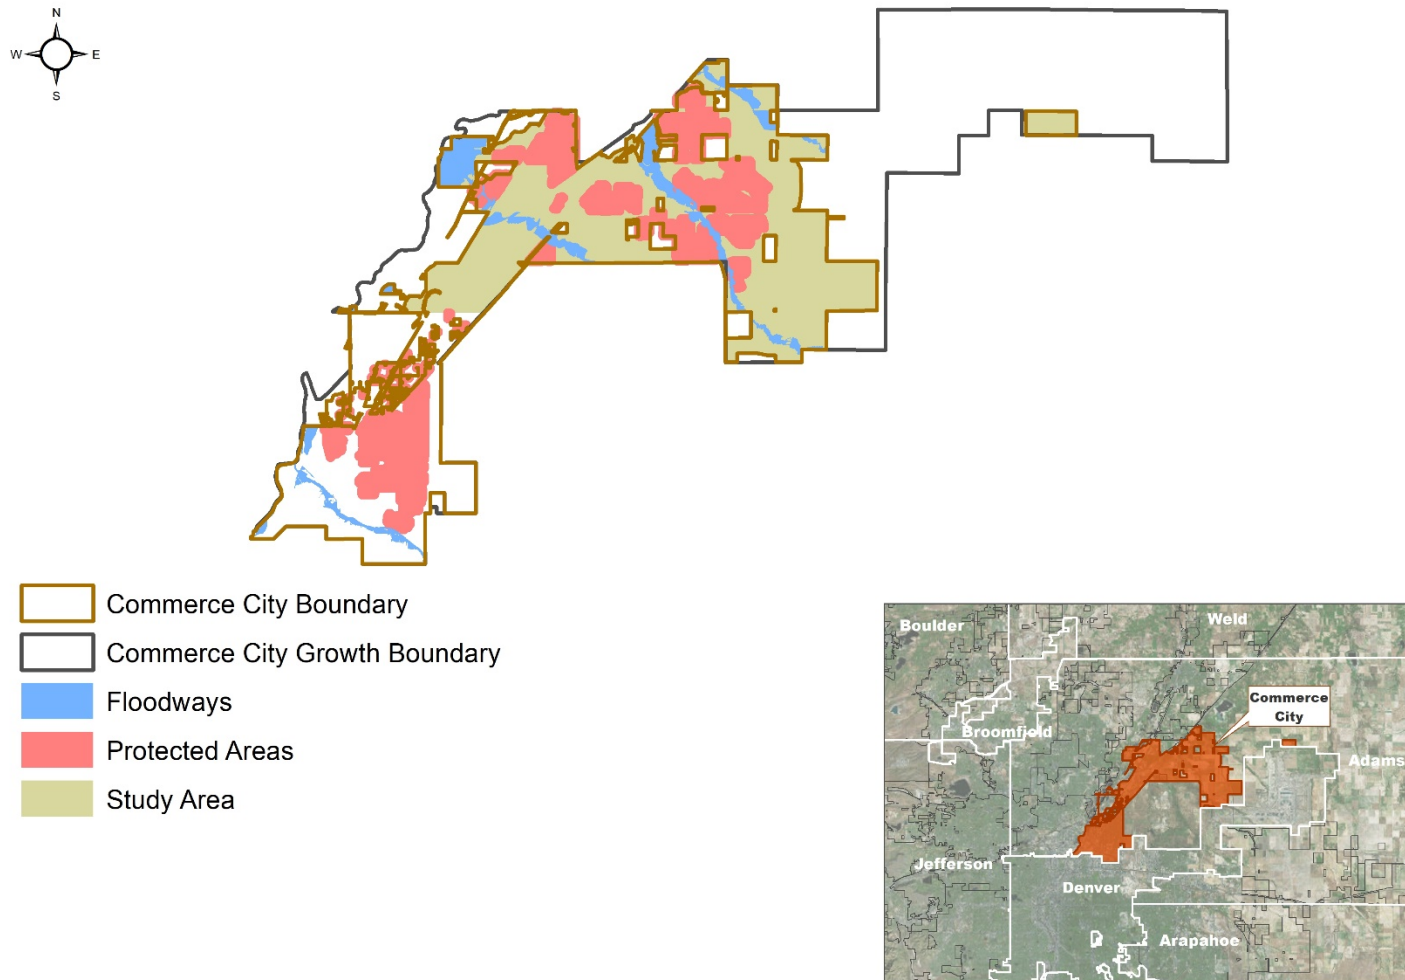 N
W
E
S
Commerce City Boundary
Commerce City Growth Boundary
Floodways
Protected Areas
Study Area
Boulder
Weld
Commerce
City
Broomfield
Adams
Jefferson
Denver
Arapahoe